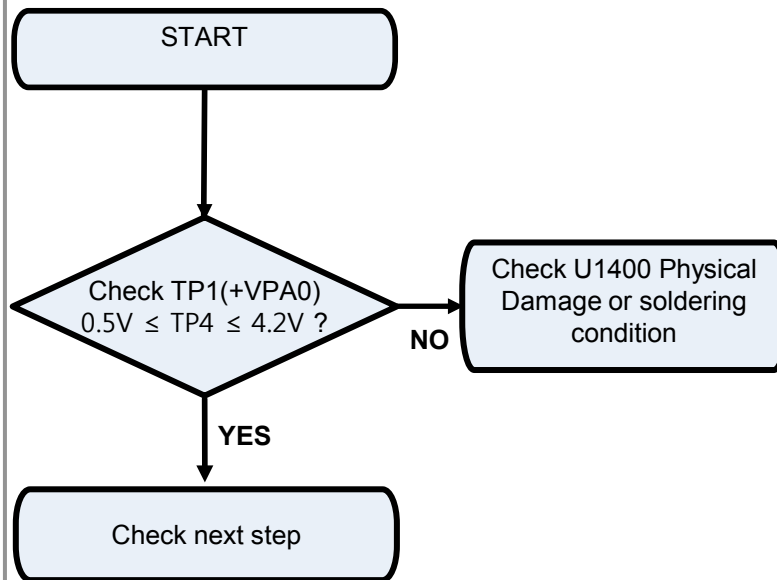 START
Check TP1(+VPA0)
0.5V ≤ TP4 ≤ 4.2V ?
NO
Check U1400 Physical
Damage or soldering
condition
YES
Check next step